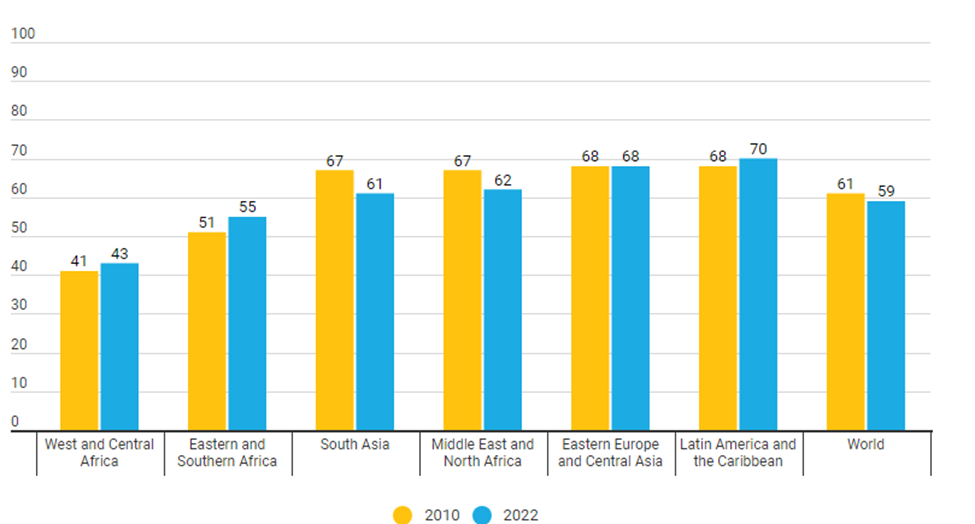 100
90
80
70
60
50
40
30
20
10
0
41 43
51 55
67 61
67 62
68 68
68 70
61 59
West and Central
Africa
Eastern and
Southern Africa
South Asia
Middle East and
North Africa
Eastern Europe
and Central Asia
Latin America and
the Caribbean
World
2010 2022